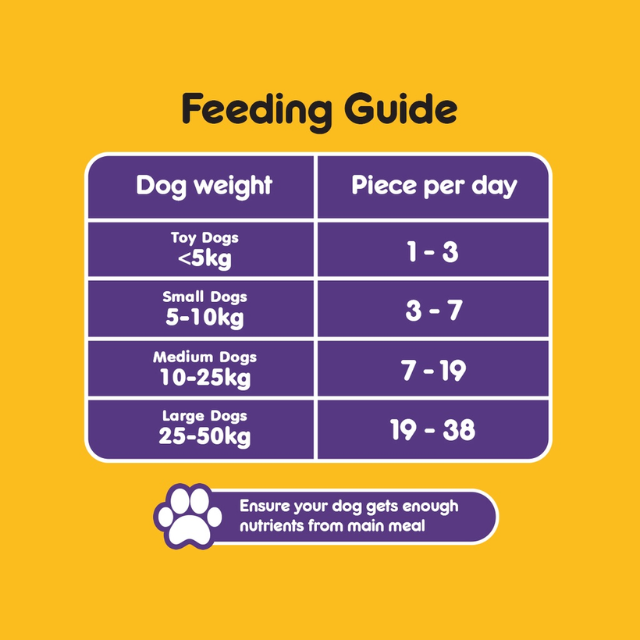 Feeding Guide
Dog weight
Piece per day
Toy Dogs
<5kg
1 - 3
Small Dogs
5-10kg
3 - 7
Medium Dogs
10-25kg
7 - 19
Large Dogs
25-50kg
19 - 38
Ensure your dog gets enough
nutrients from main meal